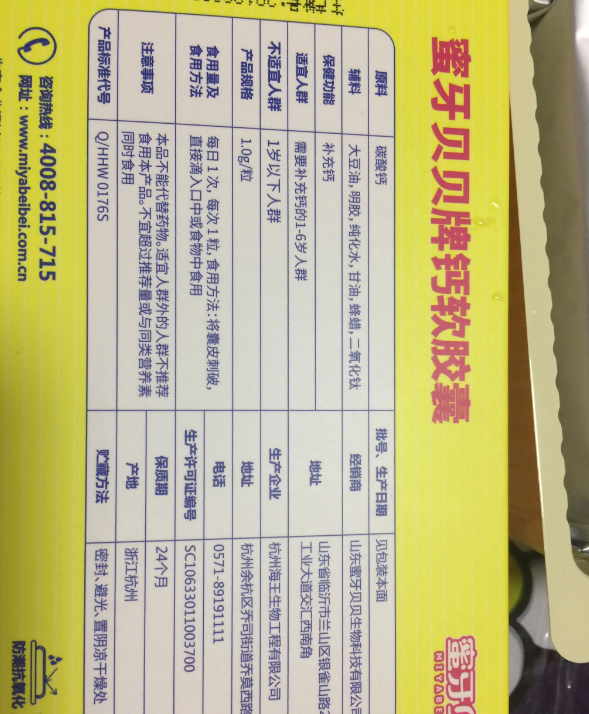 蜜牙贝贝牌钙软胶囊
原料 碳酸钙
辅料 大豆油,明胶,纯化水,甘油,蜂蜡,二氧化钛
保健功能 补充钙
适宜人群 需要补充钙的1-6岁人群
不适宜人群 1岁以下人群
产品规格 1.0g/粒
食用量及
食用方法
每日1次,每次1粒,食用方法:将囊皮刺破,
直接滴入口中或食物中食用
注意事项
本品不能代替药物。适宜人群外的人群不推荐
食用本产品。不宜超过推荐量或与同类营养素
同时食用
产品标准代号 Q/HHW 0176S
批号、生产日期 见包装本面
经销商 山东蜜牙贝贝生物科技有限公司
地址
山东省临沂市兰山区银雀山路
工业大道交汇西南角
生产企业 杭州海王生物工程有限公司
地址 杭州余杭区乔司街道乔莫西路
电话 0571-89191111
生产许可证编号 SC10633011003700
保质期 24个月
产地 浙江杭州
贮藏方法 密封、避光、置阴凉干燥处
咨询热线:4008-815-715
网址:www.miyabeibei.com.cn
防潮抗氧化
蜜牙
MIYABE